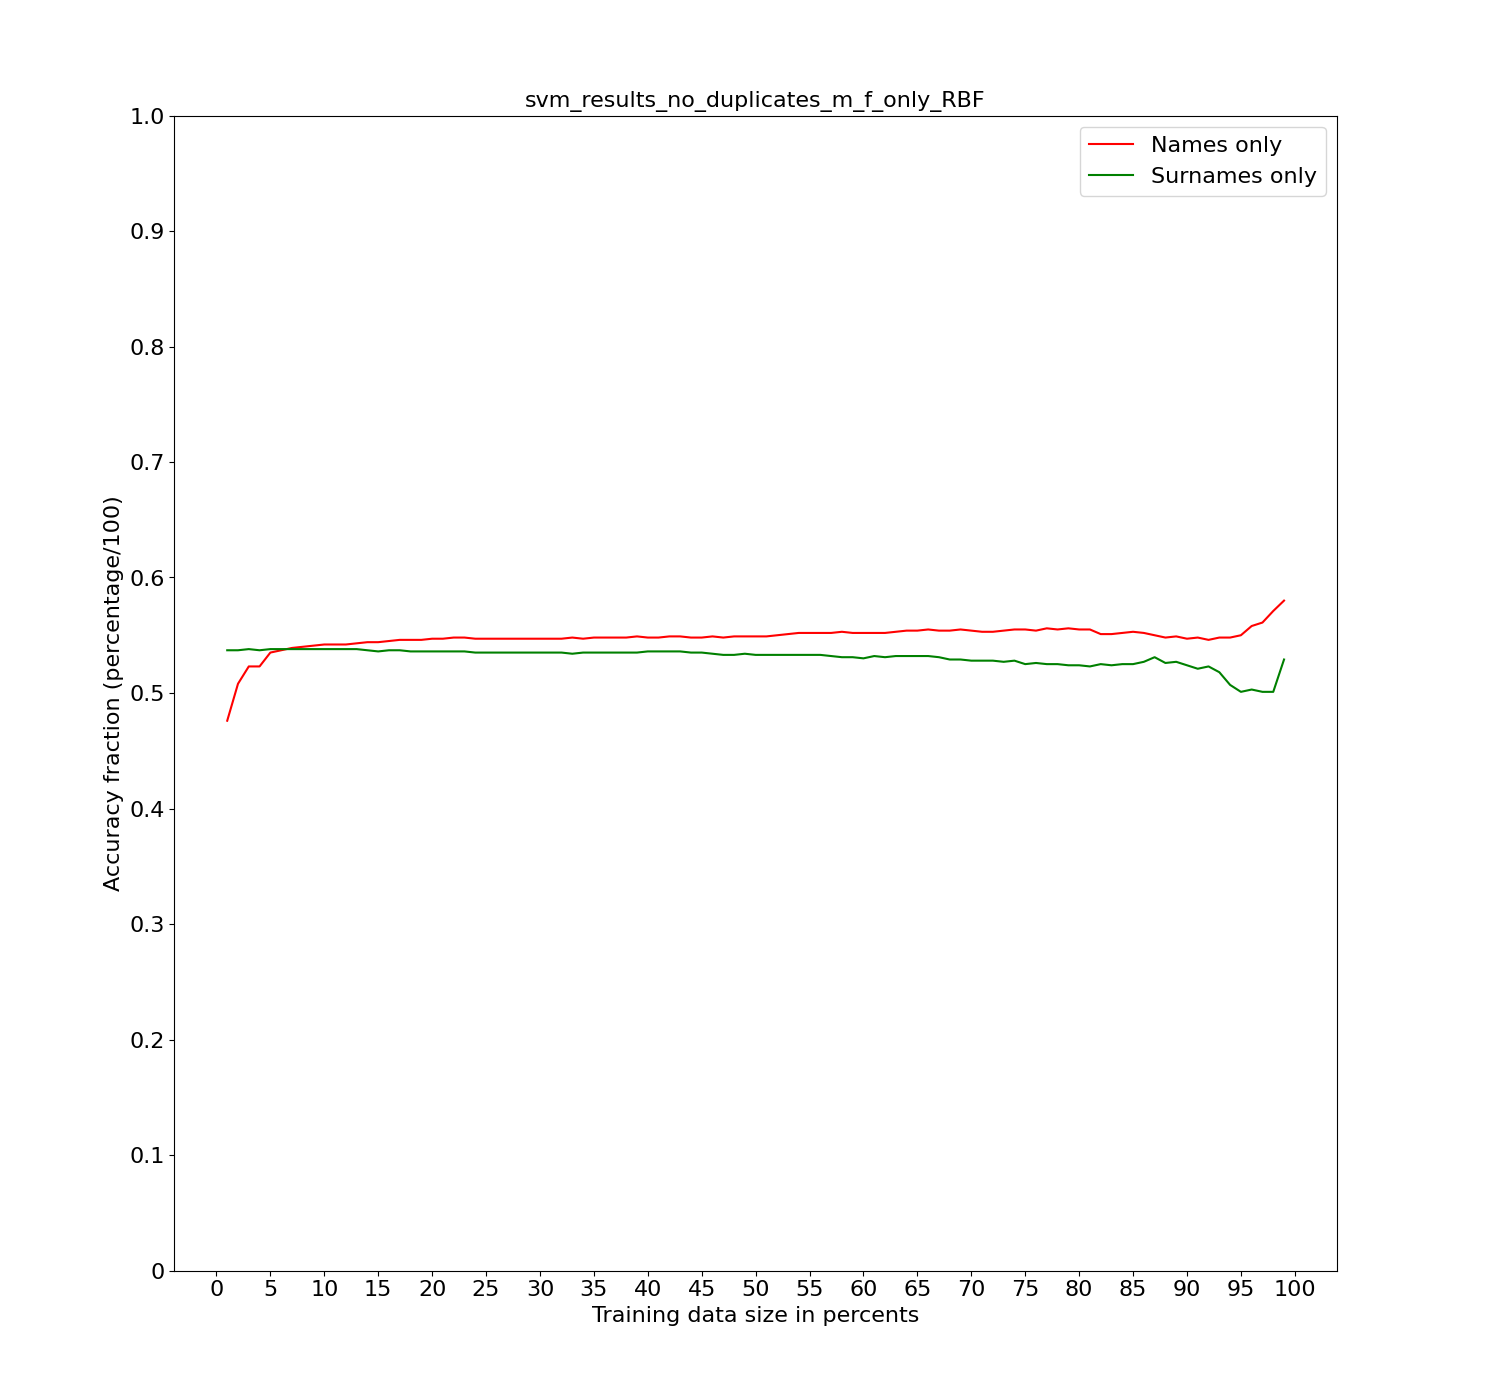 svm_results_no_duplicates_m_f_only_RBF
1.0
0.9
0.8
0.7
0.6
0.5
0.4
0.3
0.2
0.1
0
Accuracy fraction (percentage/100)
Names only
Surnames only
0 5 10 15 20 25 30 35 40 45 50 55 60 65 70 75 80 85 90 95 100
Training data size in percents